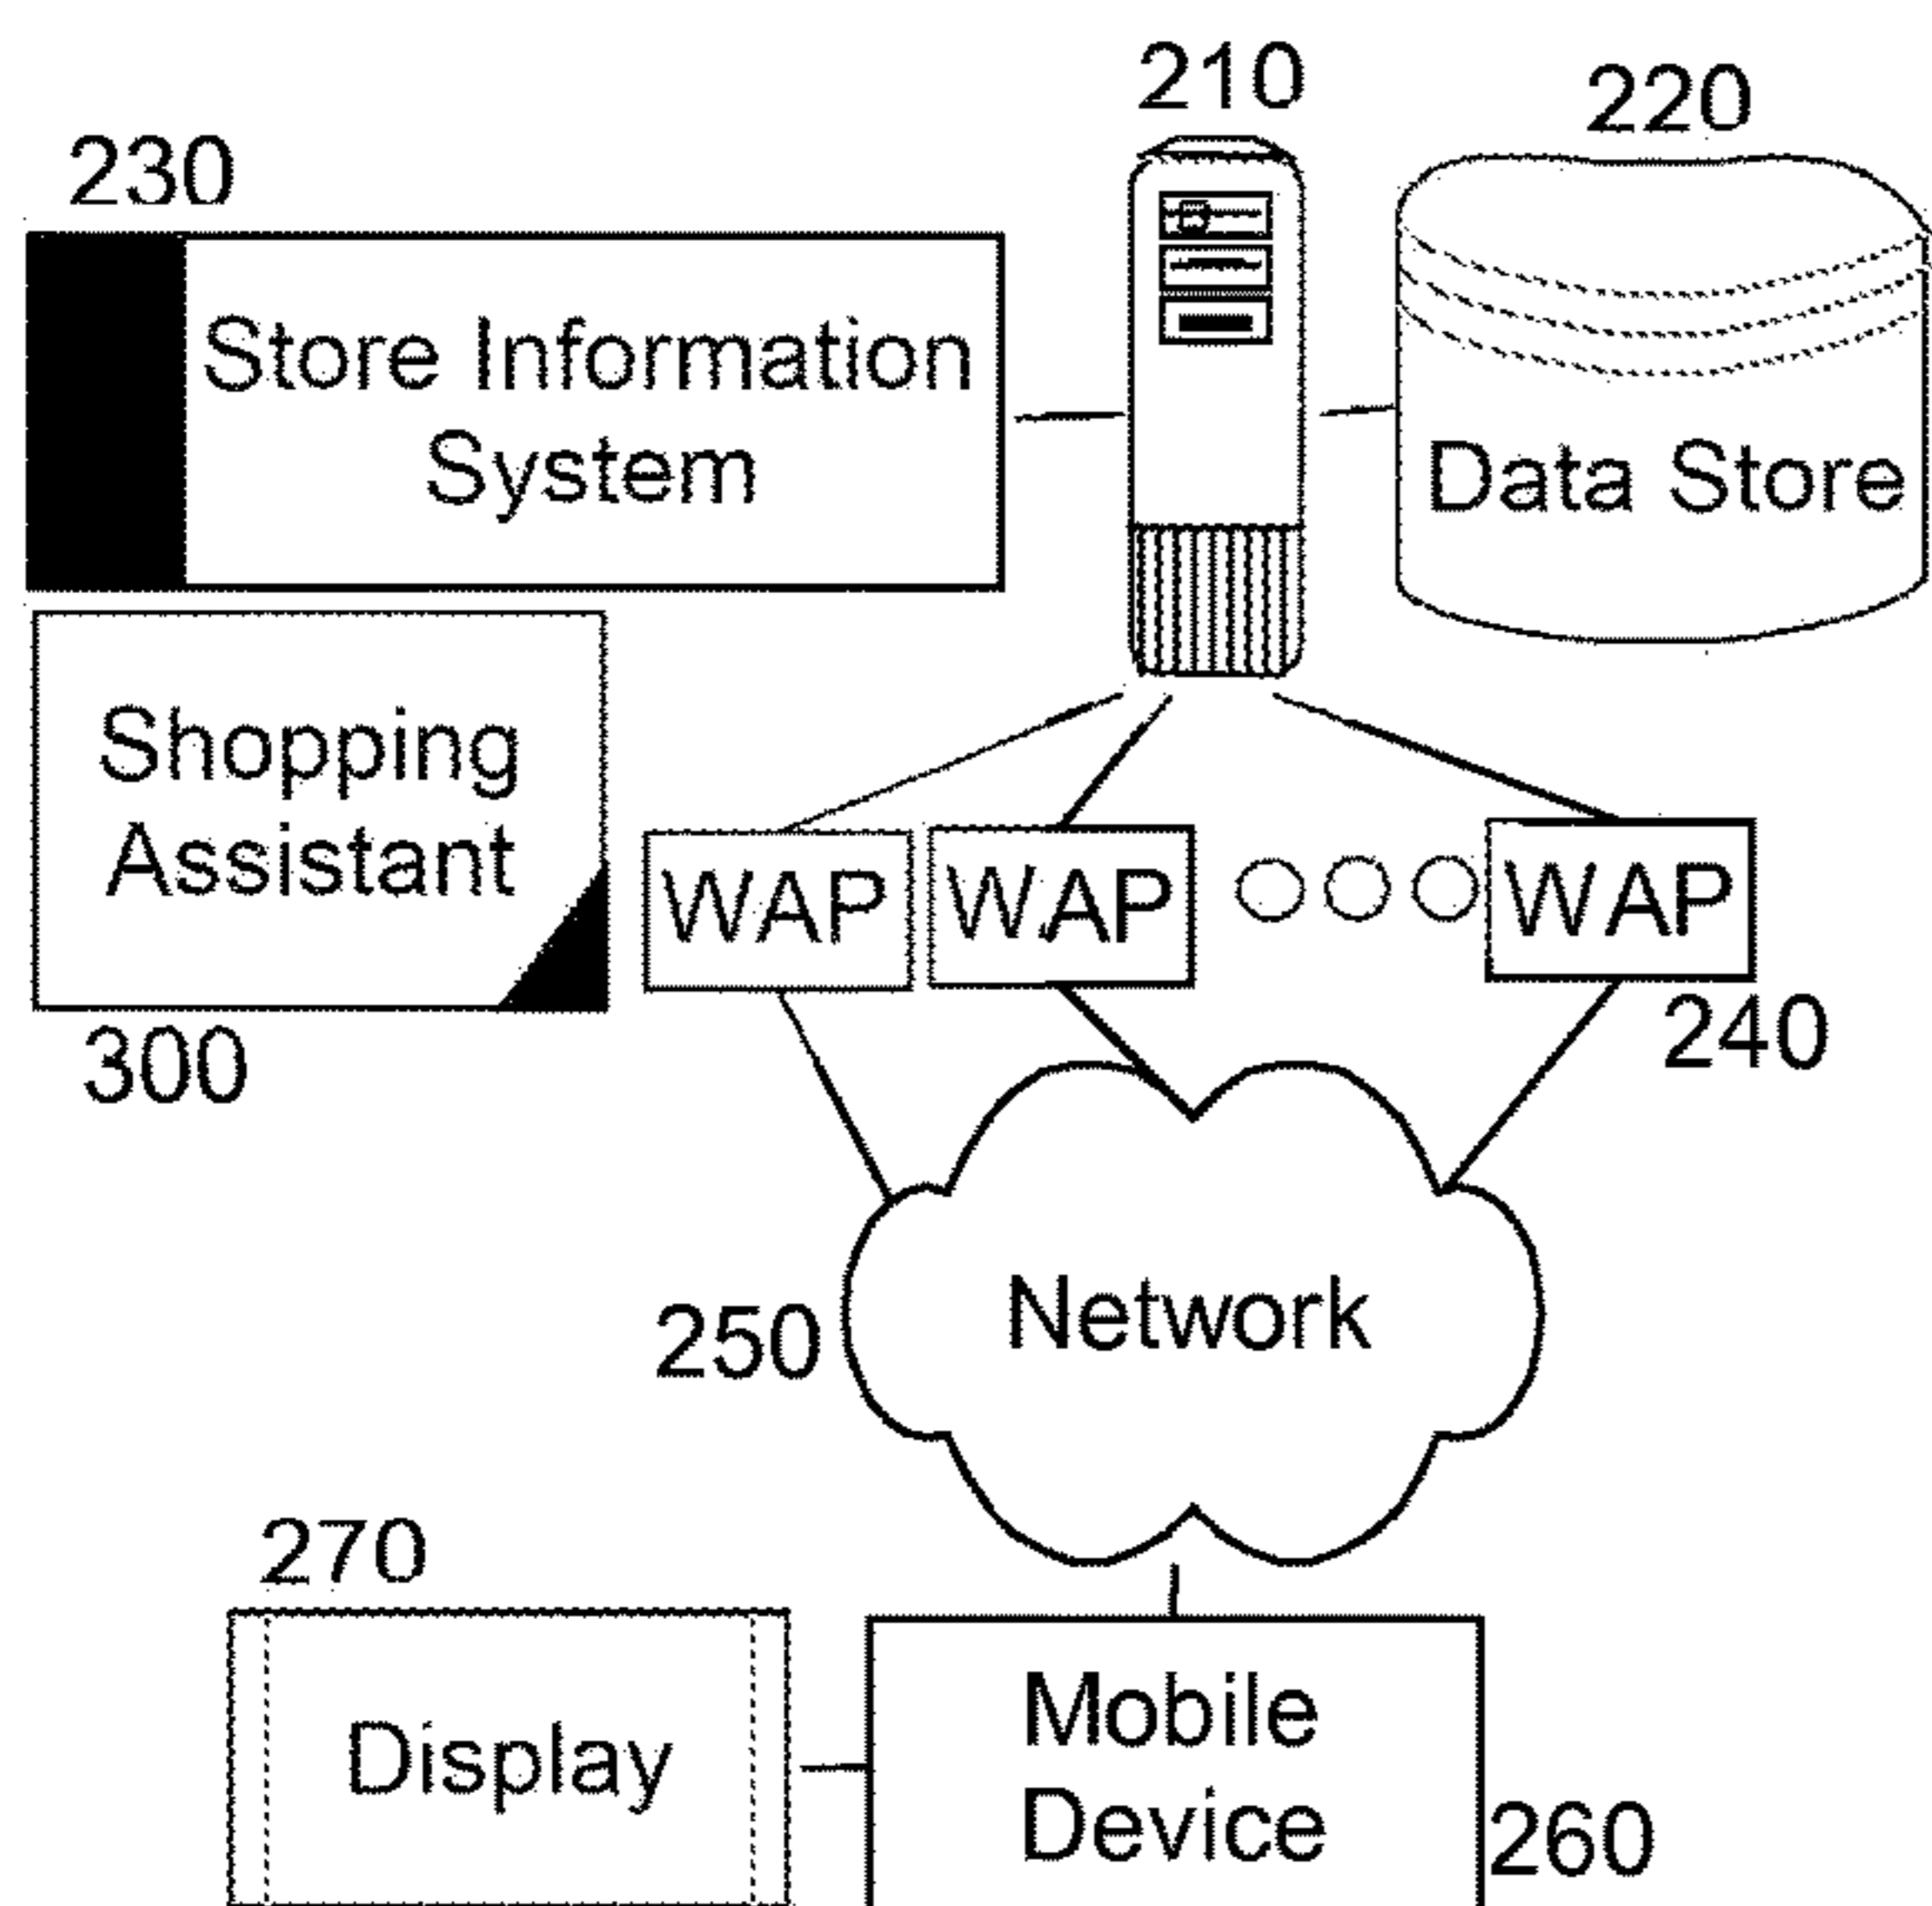 210
220
230
Store Information
System
Data Store
Shopping
Assistant
WAP WAP WAP
300
240
250
Network
270
Display
Mobile
Device
260